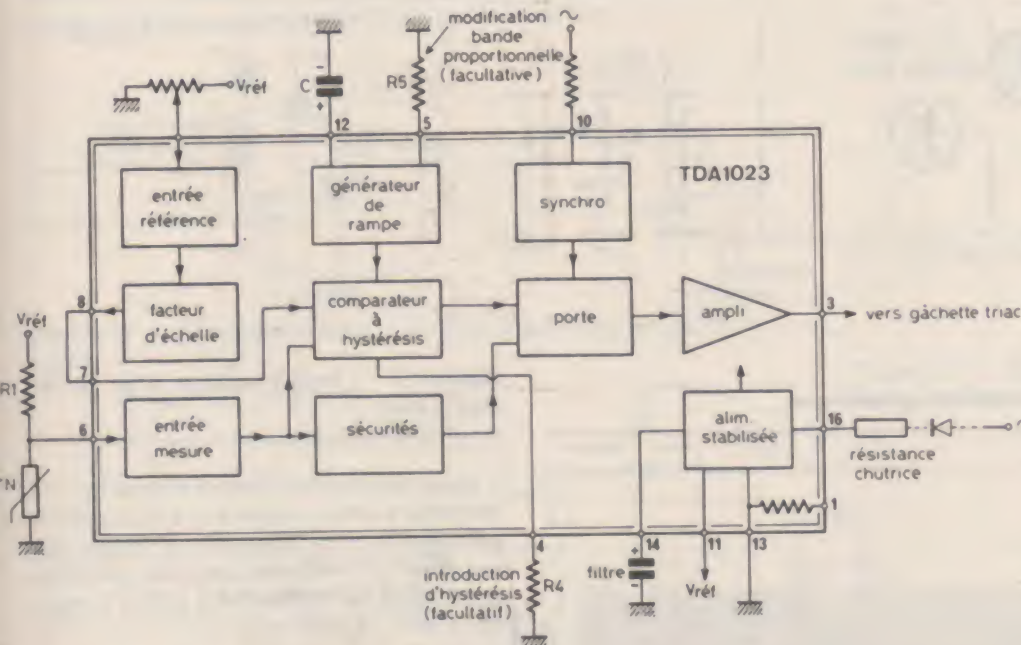 modification
bande
proportionnelle
(facultative)
~
Vréf
C
-
+
R5
12
5
10
TDA1023
entrée
référence
générateur
de
rampe
synchro
8
facteur
d'échelle
comparateur
à
hystérésis
porte
ampli
3
vers gâchette triac
Vréf
R1
7
6
entrée
mesure
sécurités
alim.
stabilisée
16
résistance
chutrice
~
N
1
4
14
11
13
introduction
d'hystérésis
(facultatif)
R4
filtre
+
-
Vréf